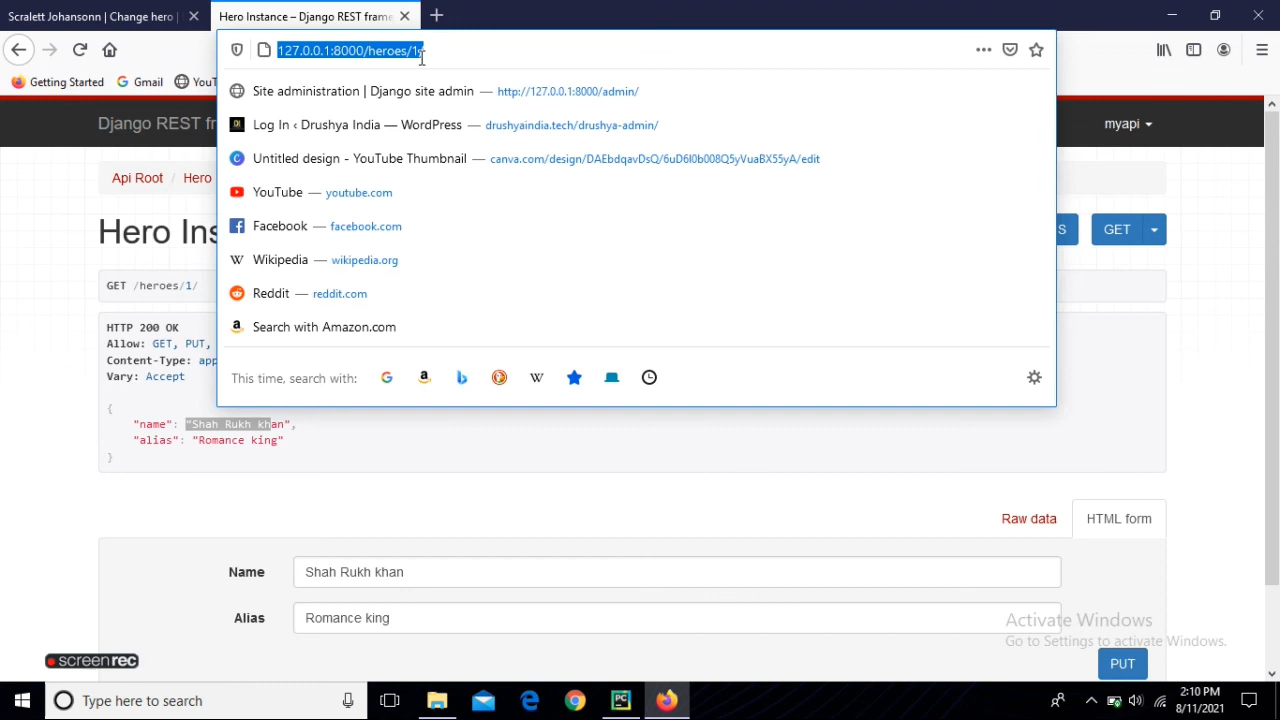 Scralett Johansonn | Change hero |
Hero Instance – Django REST frame
127.0.0.1:8000/heroes/1
Getting Started
Gmail
YouT
Site administration | Django site admin — http://127.0.0.1:8000/admin/
Log In ‹ Drushya India — WordPress — drushyaindia.tech/drushya-admin/
Untitled design - YouTube Thumbnail — canva.com/design/DAEbdqavDsQ/6uD6I0b008Q5yVuaBX55yA/edit
YouTube — youtube.com
Facebook — facebook.com
Wikipedia — wikipedia.org
Reddit — reddit.com
Search with Amazon.com
This time, search with:
Django REST fr
myapi
Api Root / Hero
Hero Ins
S
GET
GET /heroes/1/
HTTP 200 OK
Allow: GET, PUT,
Content-Type: app
Vary: Accept
{
"name": "Shah Rukh khan",
"alias": "Romance king"
}
Raw data
HTML form
Name
Shah Rukh khan
Alias
Romance king
Activate Windows
Go to Settings to activate Windows.
PUT
screenrec
Type here to search
2:10 PM
8/11/2021